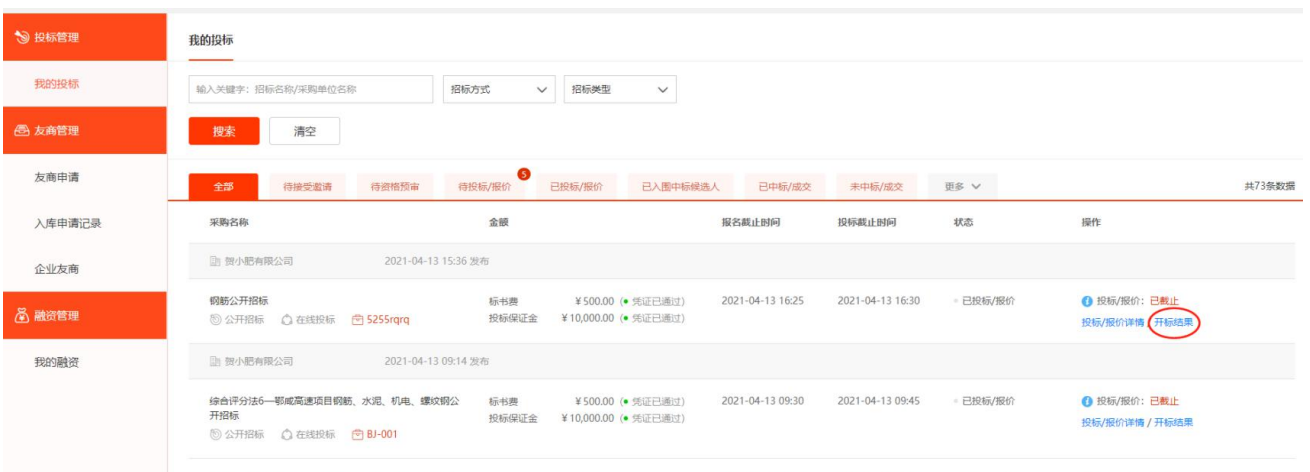 投标管理
我的投标
友商管理
友商申请
入库申请记录
企业友商
融资管理
我的融资
我的投标
输入关键字：招标名称/采购单位名称 招标方式 招标类型
搜索 清空
全部 待接受邀请 待资格预审 待投标/报价 5 已投标/报价 已入围中标候选人 已中标/成交 未中标/成交 更多 共73条数据
采购名称 金额 报名截止时间 投标截止时间 状态 操作
贺小肥有限公司 2021-04-13 15:36 发布
钢筋公开招标 标书费 ¥500.00 (● 凭证已通过) 2021-04-13 16:25 2021-04-13 16:30 已投标/报价 投标/报价：已截止
公开招标 在线投标 5255rqrq 投标保证金 ¥10,000.00 (● 凭证已通过) 投标/报价详情 / 开标结果
贺小肥有限公司 2021-04-13 09:14 发布
综合评分法6—鄂咸高速项目钢筋、水泥、机电、螺纹钢公 标书费 ¥500.00 (● 凭证已通过) 2021-04-13 09:30 2021-04-13 09:45 已投标/报价 投标/报价：已截止
开招标 投标保证金 ¥10,000.00 (● 凭证已通过) 投标/报价详情 / 开标结果
公开招标 在线投标 BJ-001